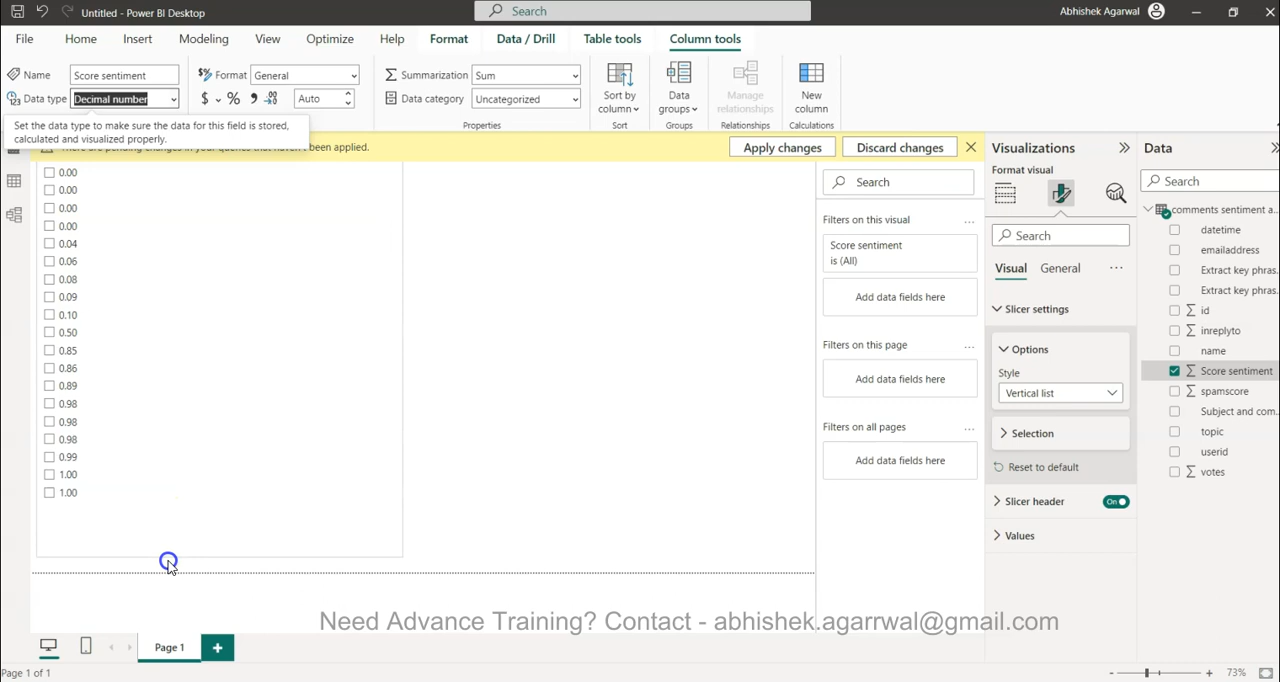 Untitled - Power BI Desktop
Search
Abhishek Agarwal
File
Home
Insert
Modeling
View
Optimize
Help
Format
Data / Drill
Table tools
Column tools
Name
Score sentiment
Format
General
Summarization
Sum
Data type
Decimal number
$
%
Auto
Data category
Uncategorized
Properties
Sort by
column
Sort
Data
groups
Groups
Manage
relationships
Relationships
New
column
Calculations
Set the data type to make sure the data for this field is stored,
calculated and visualized properly.
There are pending changes in your queries that haven't been applied.
Apply changes
Discard changes
0.00
0.00
0.00
0.00
0.04
0.06
0.08
0.09
0.10
0.50
0.85
0.86
0.89
0.98
0.98
0.98
0.99
1.00
1.00
Search
Filters on this visual
...
Score sentiment
is (All)
Add data fields here
Filters on this page
...
Add data fields here
Filters on all pages
...
Add data fields here
Visualizations
Format visual
Search
Visual
General
...
Slicer settings
Options
Style
Vertical list
Selection
Reset to default
Slicer header
On
Values
Data
Search
comments sentiment a...
datetime
emailaddress
Extract key phras...
Extract key phras...
id
inreplyto
name
Score sentiment
spamscore
Subject and com...
topic
userid
votes
Need Advance Training? Contact - abhishek.agarrwal@gmail.com
Page 1
+
Page 1 of 1
-
+
73%